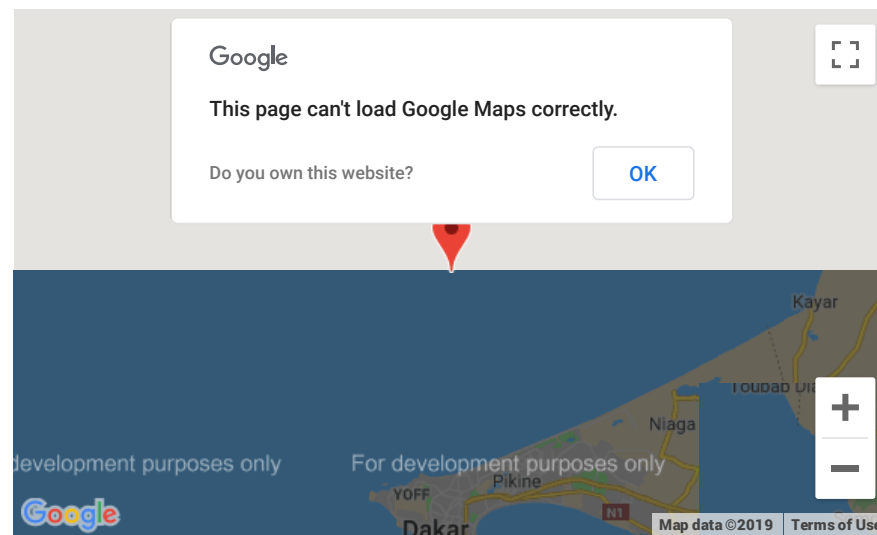 Google
This page can't load Google Maps correctly.
Do you own this website?
OK
Kayar
Toubab Dia
Niaga
development purposes only
For development purposes only
Pikine
YOFF
N1
Dakar
Google
Map data ©2019
Terms of Use